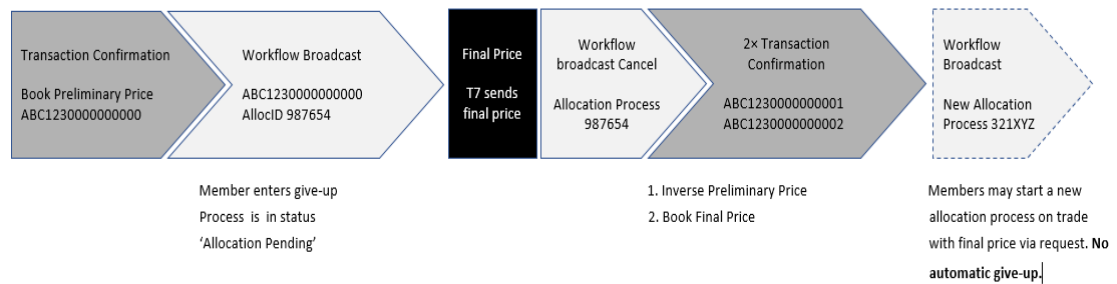 Transaction Confirmation
Book Preliminary Price
ABC1230000000000
Workflow Broadcast
ABC1230000000000
AllocID 987654
Final Price
T7 sends
final price
Workflow
broadcast Cancel
Allocation Process
987654
2× Transaction
Confirmation
ABC1230000000001
ABC1230000000002
Workflow
Broadcast
New Allocation
Process 321XYZ
Member enters give-up
Process is in status
‘Allocation Pending’
1. Inverse Preliminary Price
2. Book Final Price
Members may start a new
allocation process on trade
with final price via request. No
automatic give-up.